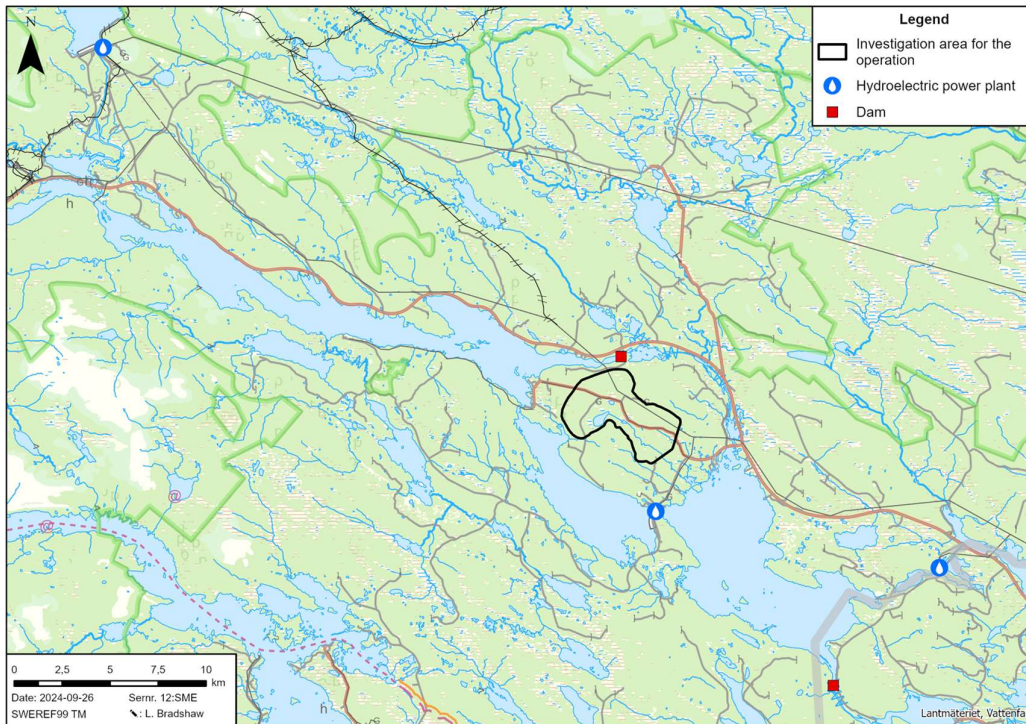 N
Legend
Investigation area for the
operation
Hydroelectric power plant
Dam
0 2,5 5 7,5 10
km
Date: 2024-09-26 Sernr. 12:SME
SWEREF99 TM : L. Bradshaw
Lantmäteriet, Vattenfa
h
h
h
@
@